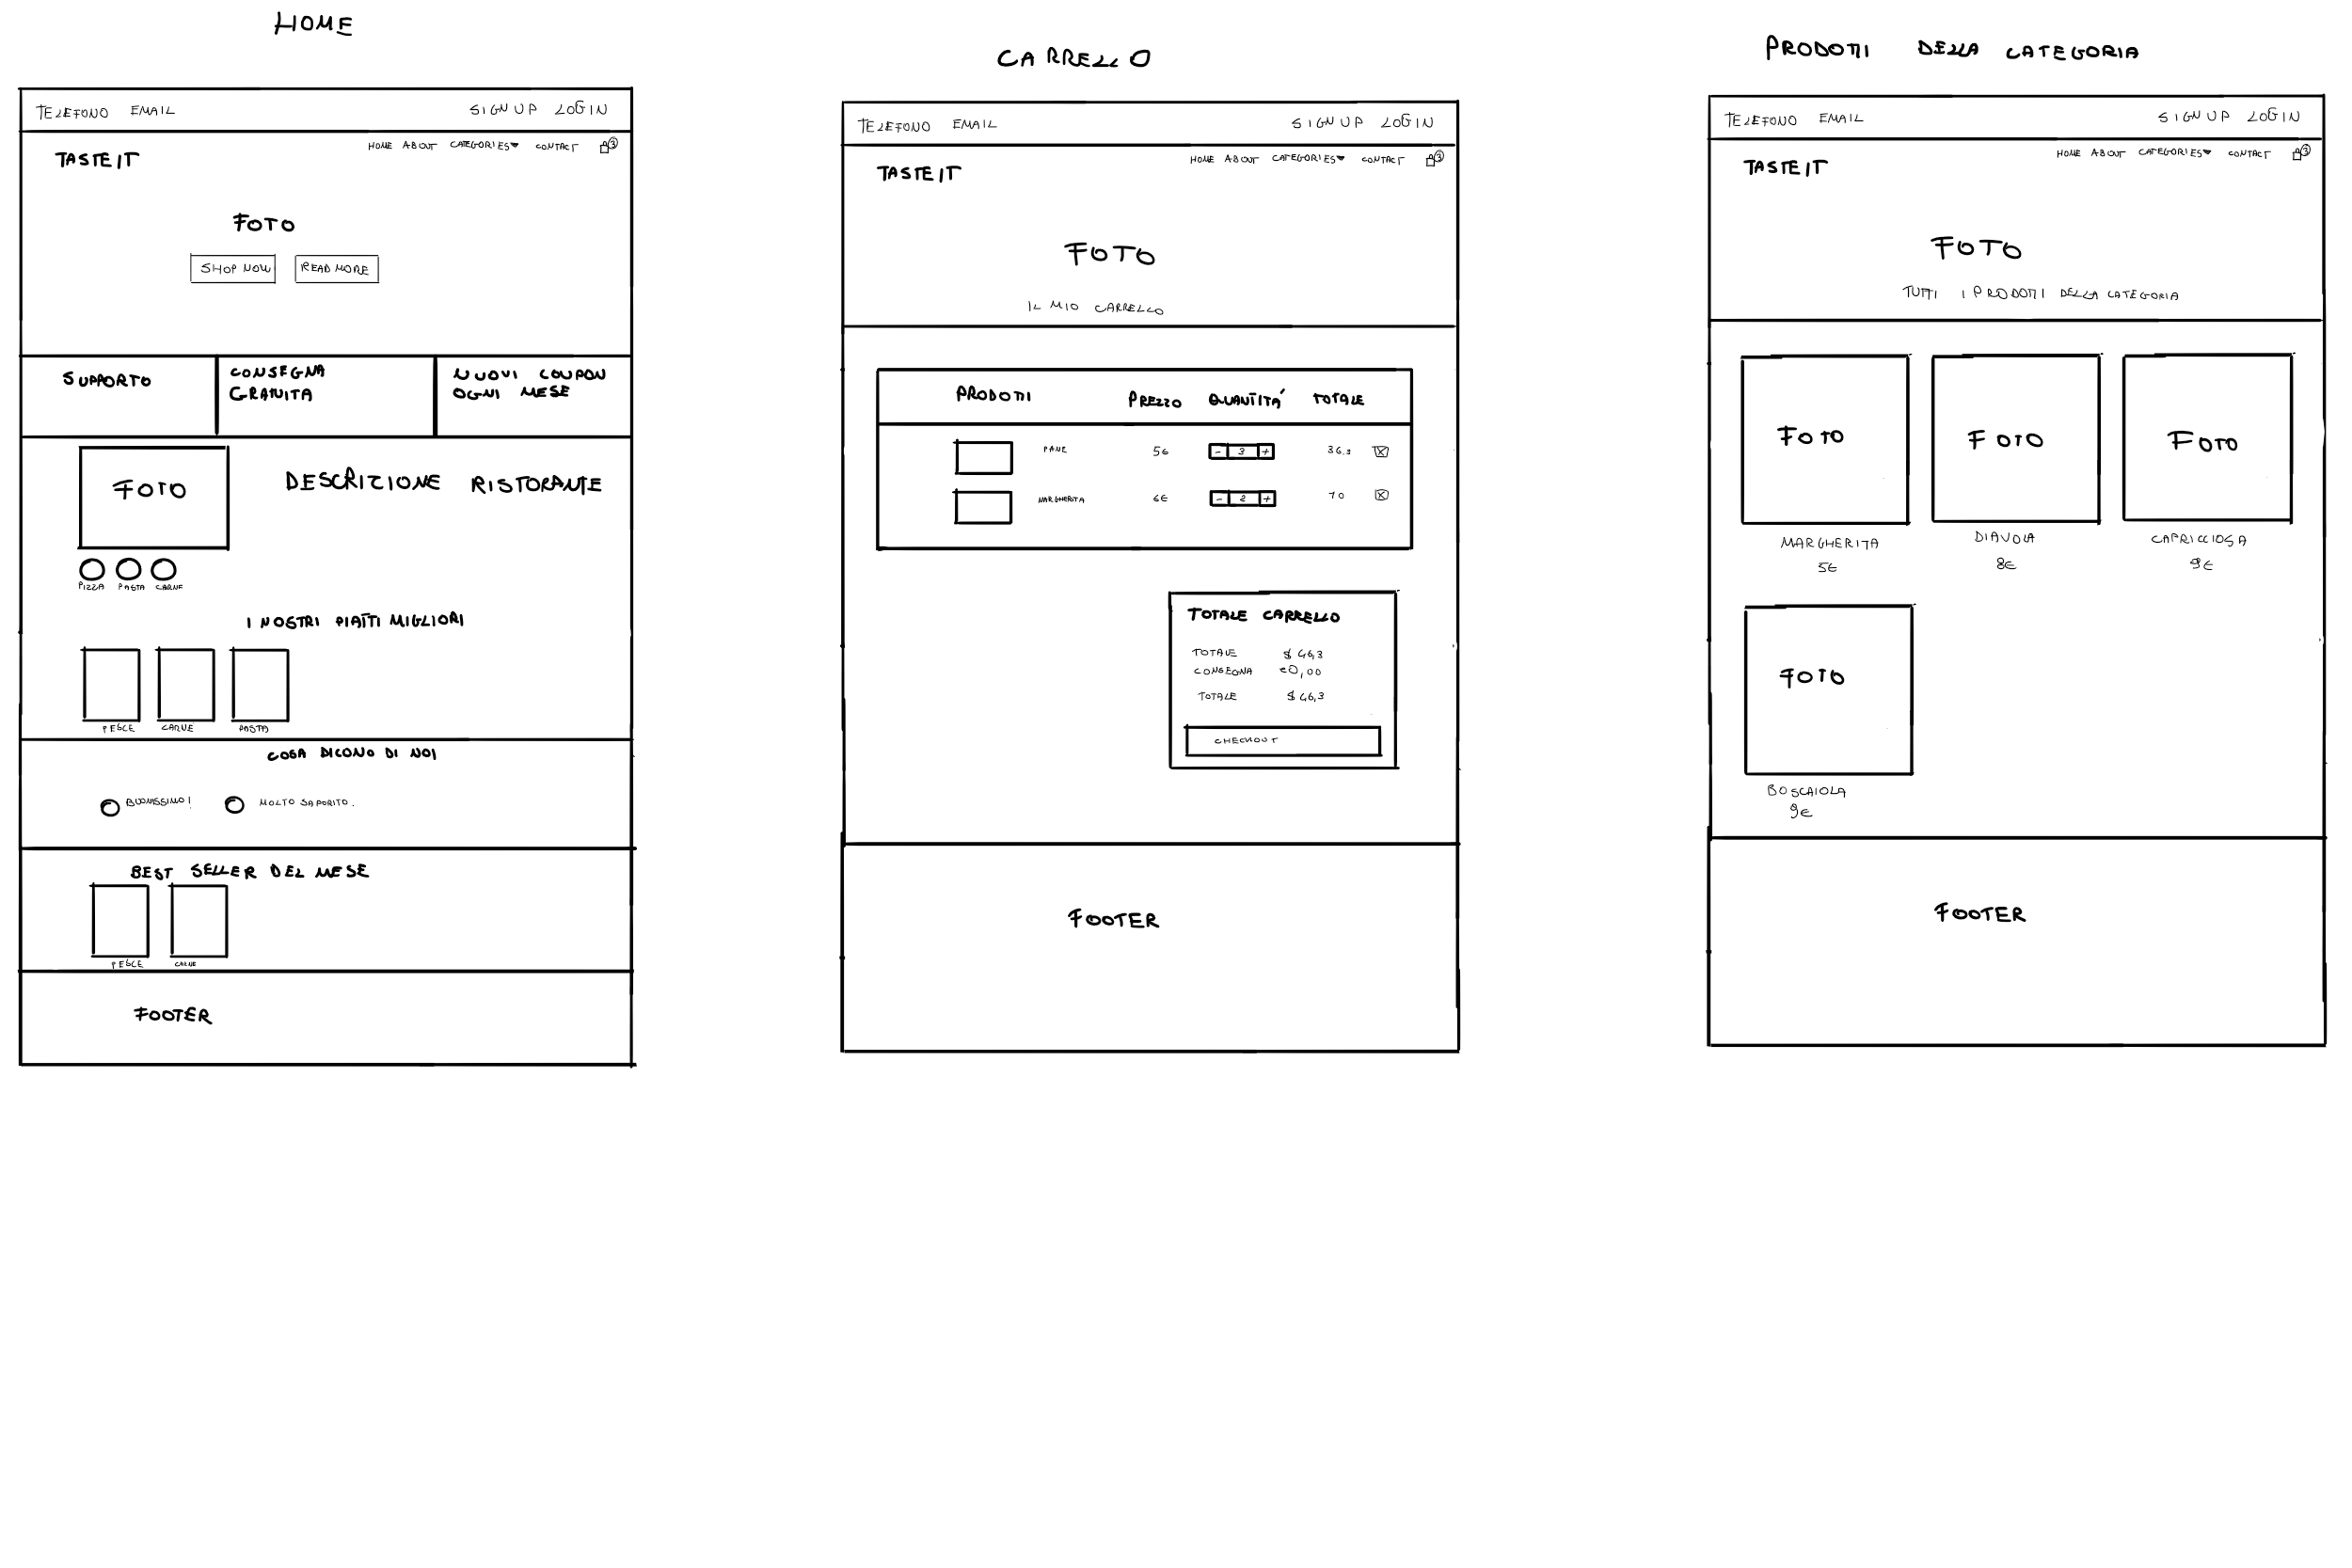 HOME
TELEFONO EMAIL SIGN UP LOGIN
HOME ABOUT CATEGORIES CONTACT 3
TASTE IT
FOTO
SHOP NOW READ MORE
SUPPORTO
CONSEGNA
GRATUITA
NUOVI COUPON
OGNI MESE
FOTO
DESCRIZIONE RISTORANTE
PIZZA PASTA CARNE
I NOSTRI PIATTI MIGLIORI
PESCE CARNE PASTA
COSA DICONO DI NOI
BUONISSIMO! MOLTO SAPORITO.
BEST SELLER DEL MESE
PESCE CARNE
FOOTER
CARRELLO
TELEFONO EMAIL SIGN UP LOGIN
HOME ABOUT CATEGORIES CONTACT 3
TASTE IT
FOTO
IL MIO CARRELLO
PRODOTTI PREZZO QUANTITÁ TOTALE
PANE 5€ - 3 + 36.3 X
MARGHERITA 6€ - 2 + 10 X
TOTALE CARRELLO
TOTALE $ 46,3
CONSEGNA €0,00
TOTALE $ 46,3
CHECKOUT
FOOTER
PRODOTTI DELLA CATEGORIA
TELEFONO EMAIL SIGN UP LOGIN
HOME ABOUT CATEGORIES CONTACT 3
TASTE IT
FOTO
TUTTI I PRODOTTI DELLA CATEGORIA
FOTO FOTO FOTO
MARGHERITA DIAVOLA CAPRICCIOSA
5€ 8€ 9€
FOTO
BOSCAIOLA
9€
FOOTER